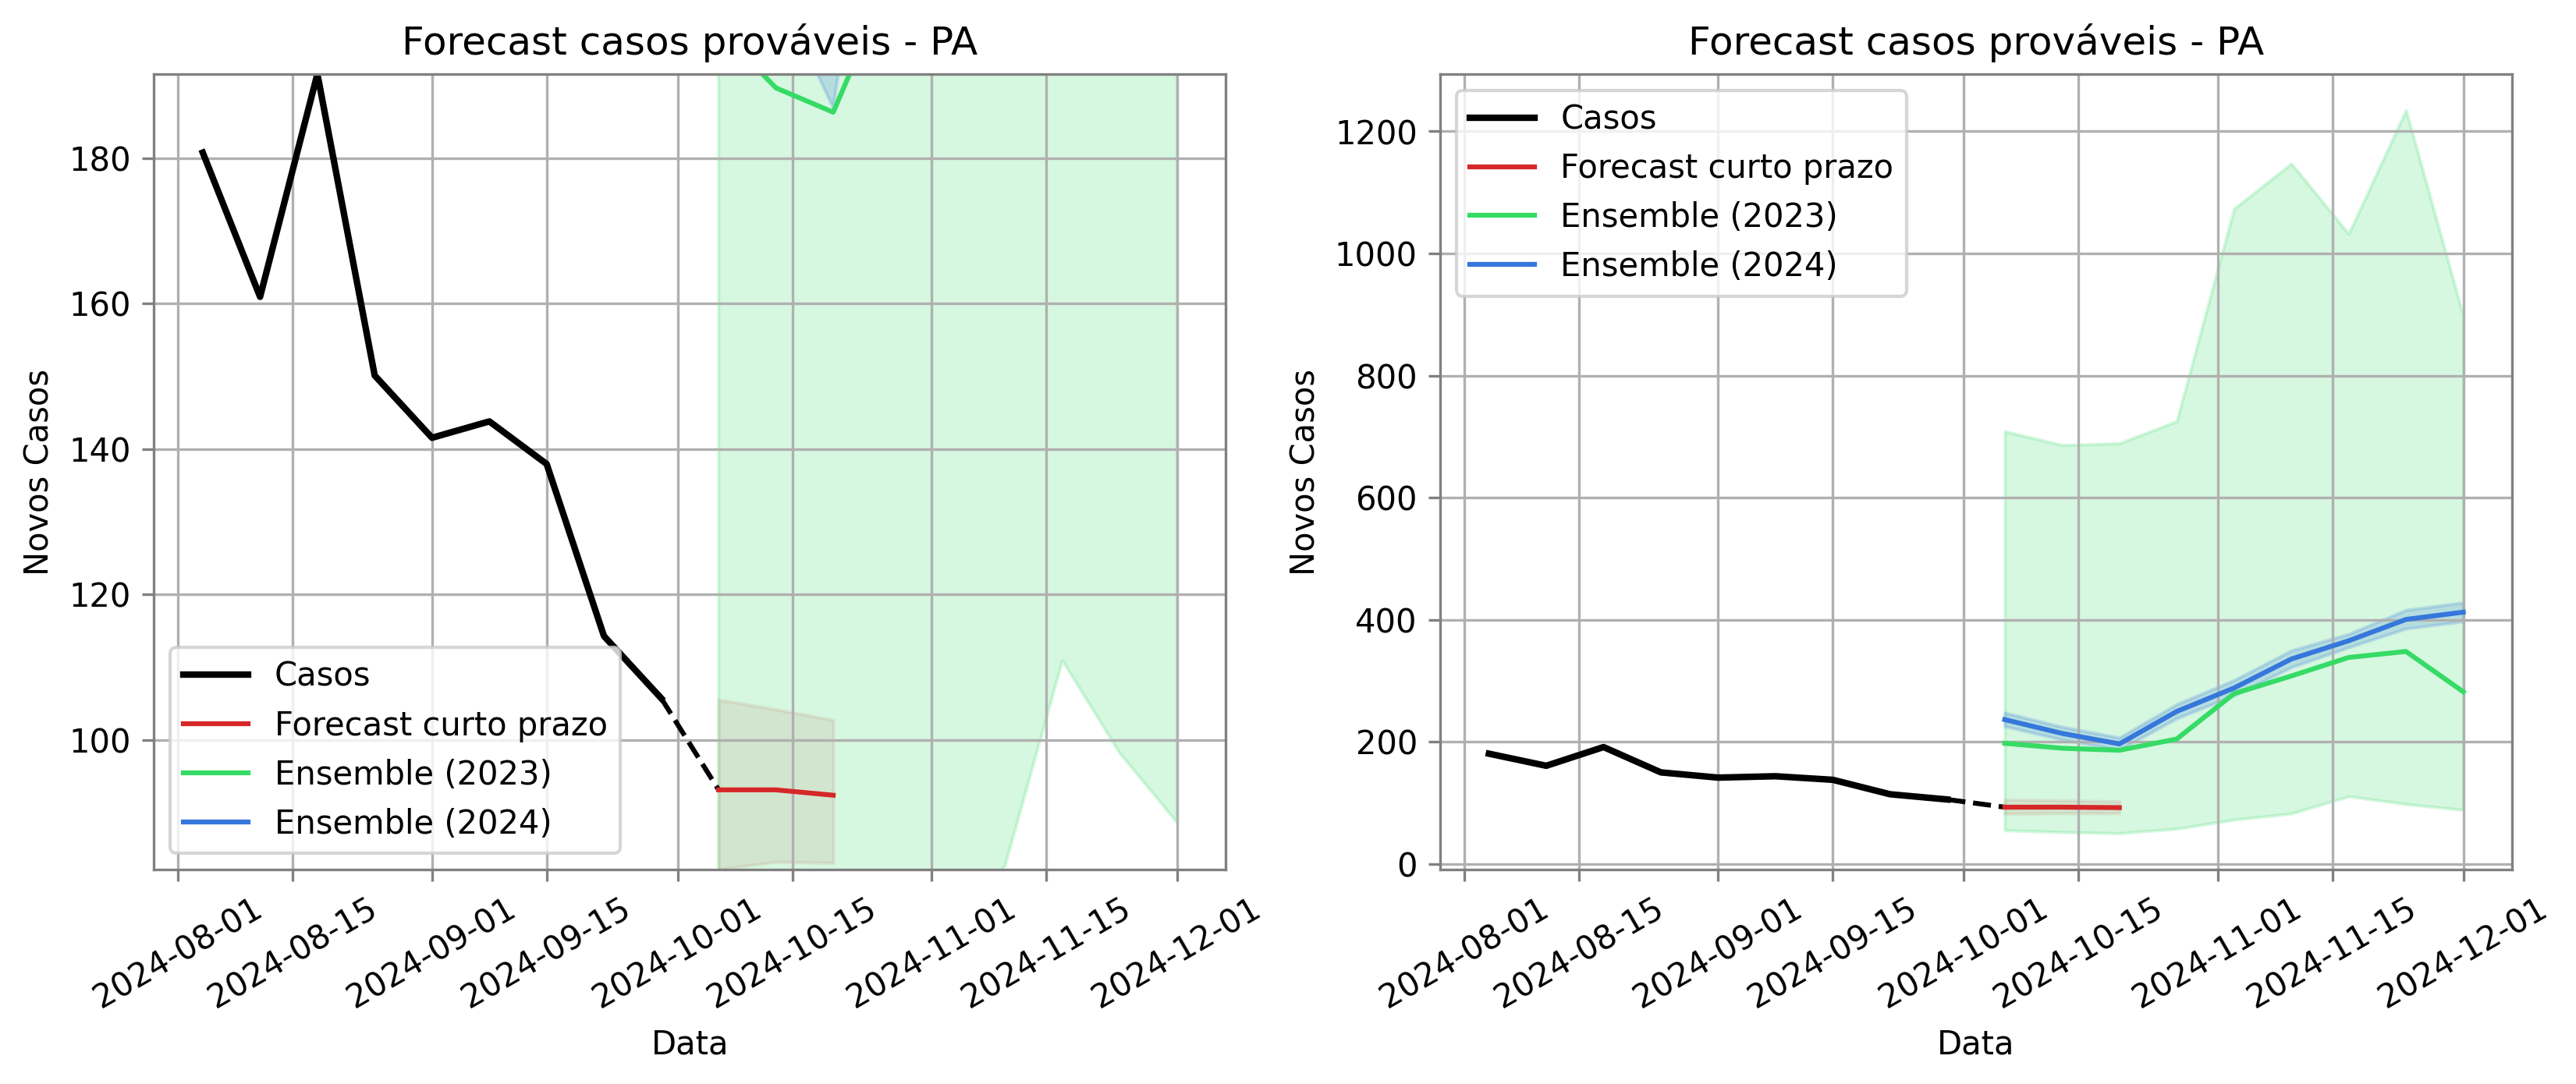 Forecast casos prováveis - PA
Novos Casos
180
160
140
120
100
Casos
Forecast curto prazo
Ensemble (2023)
Ensemble (2024)
2024-08-01
2024-08-15
2024-09-01
2024-09-15
2024-10-01
2024-10-15
2024-11-01
2024-11-15
2024-12-01
Data
Forecast casos prováveis - PA
Novos Casos
1200
1000
800
600
400
200
0
Casos
Forecast curto prazo
Ensemble (2023)
Ensemble (2024)
2024-08-01
2024-08-15
2024-09-01
2024-09-15
2024-10-01
2024-10-15
2024-11-01
2024-11-15
2024-12-01
Data